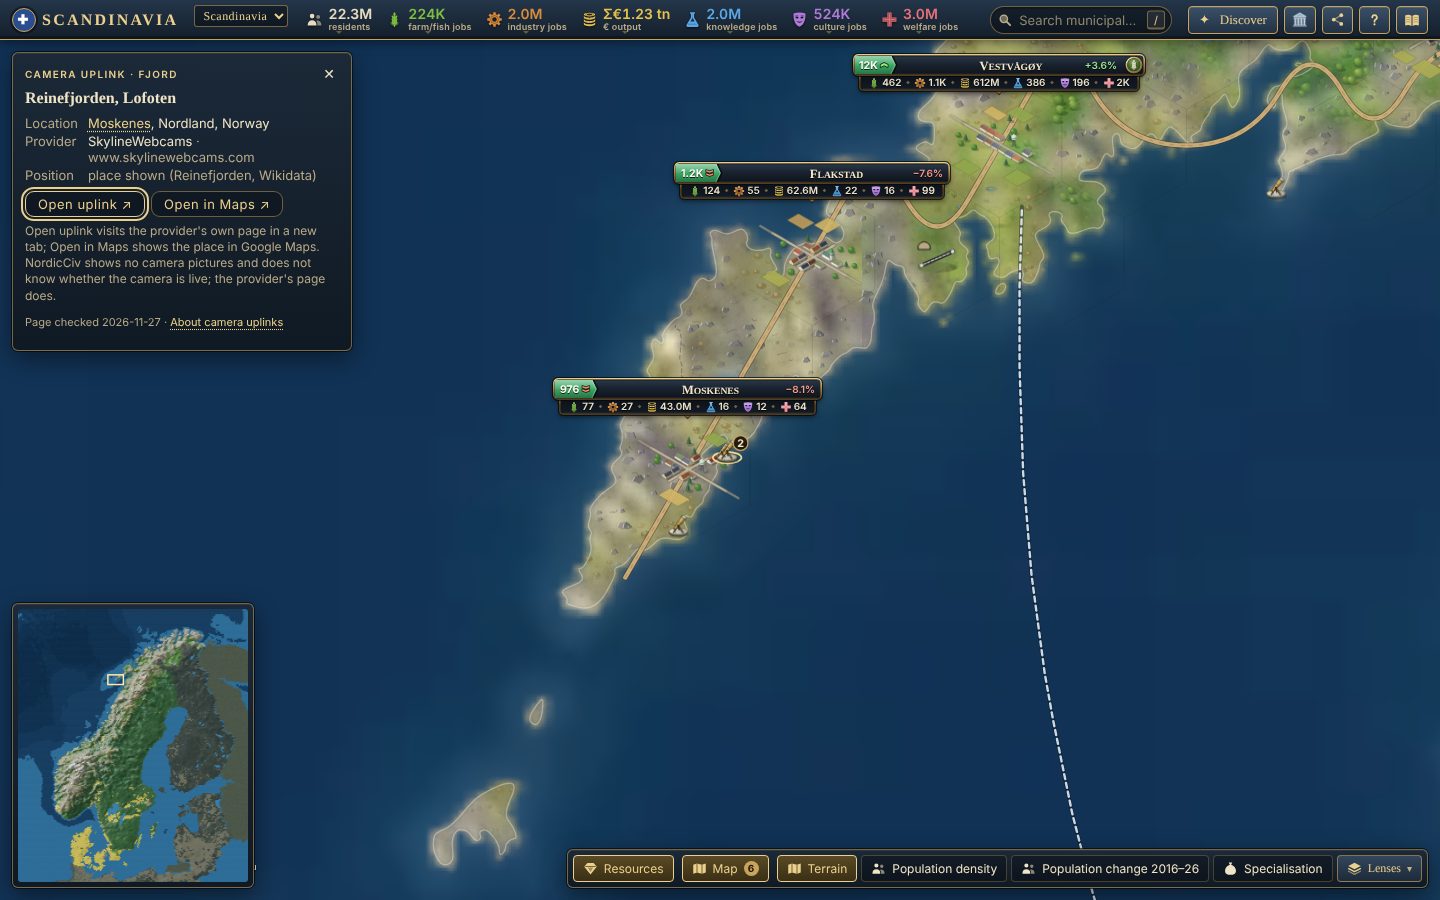 SCANDINAVIA
Scandinavia
22.3M
residents
224K
farm/fish jobs
2.0M
industry jobs
Σ€1.23 tn
€ output
2.0M
knowledge jobs
524K
culture jobs
3.0M
welfare jobs
Search municipal... /
Discover
?
CAMERA UPLINK · FJORD
Reinefjorden, Lofoten
Location Moskenes, Nordland, Norway
Provider SkylineWebcams ·
www.skylinewebcams.com
Position place shown (Reinefjorden, Wikidata)
Open uplink ↗ Open in Maps ↗
Open uplink visits the provider's own page in a new
tab; Open in Maps shows the place in Google Maps.
NordicCiv shows no camera pictures and does not
know whether the camera is live; the provider's page
does.
Page checked 2026-11-27 · About camera uplinks
12K Vestvågøy +3.6%
462 · 1.1K · 612M · 386 · 196 · 2K
1.2K Flakstad −7.6%
124 · 55 · 62.6M · 22 · 16 · 99
976 Moskenes −8.1%
77 · 27 · 43.0M · 16 · 12 · 64
2
Resources Map 6 Terrain Population density Population change 2016–26 Specialisation Lenses ▾